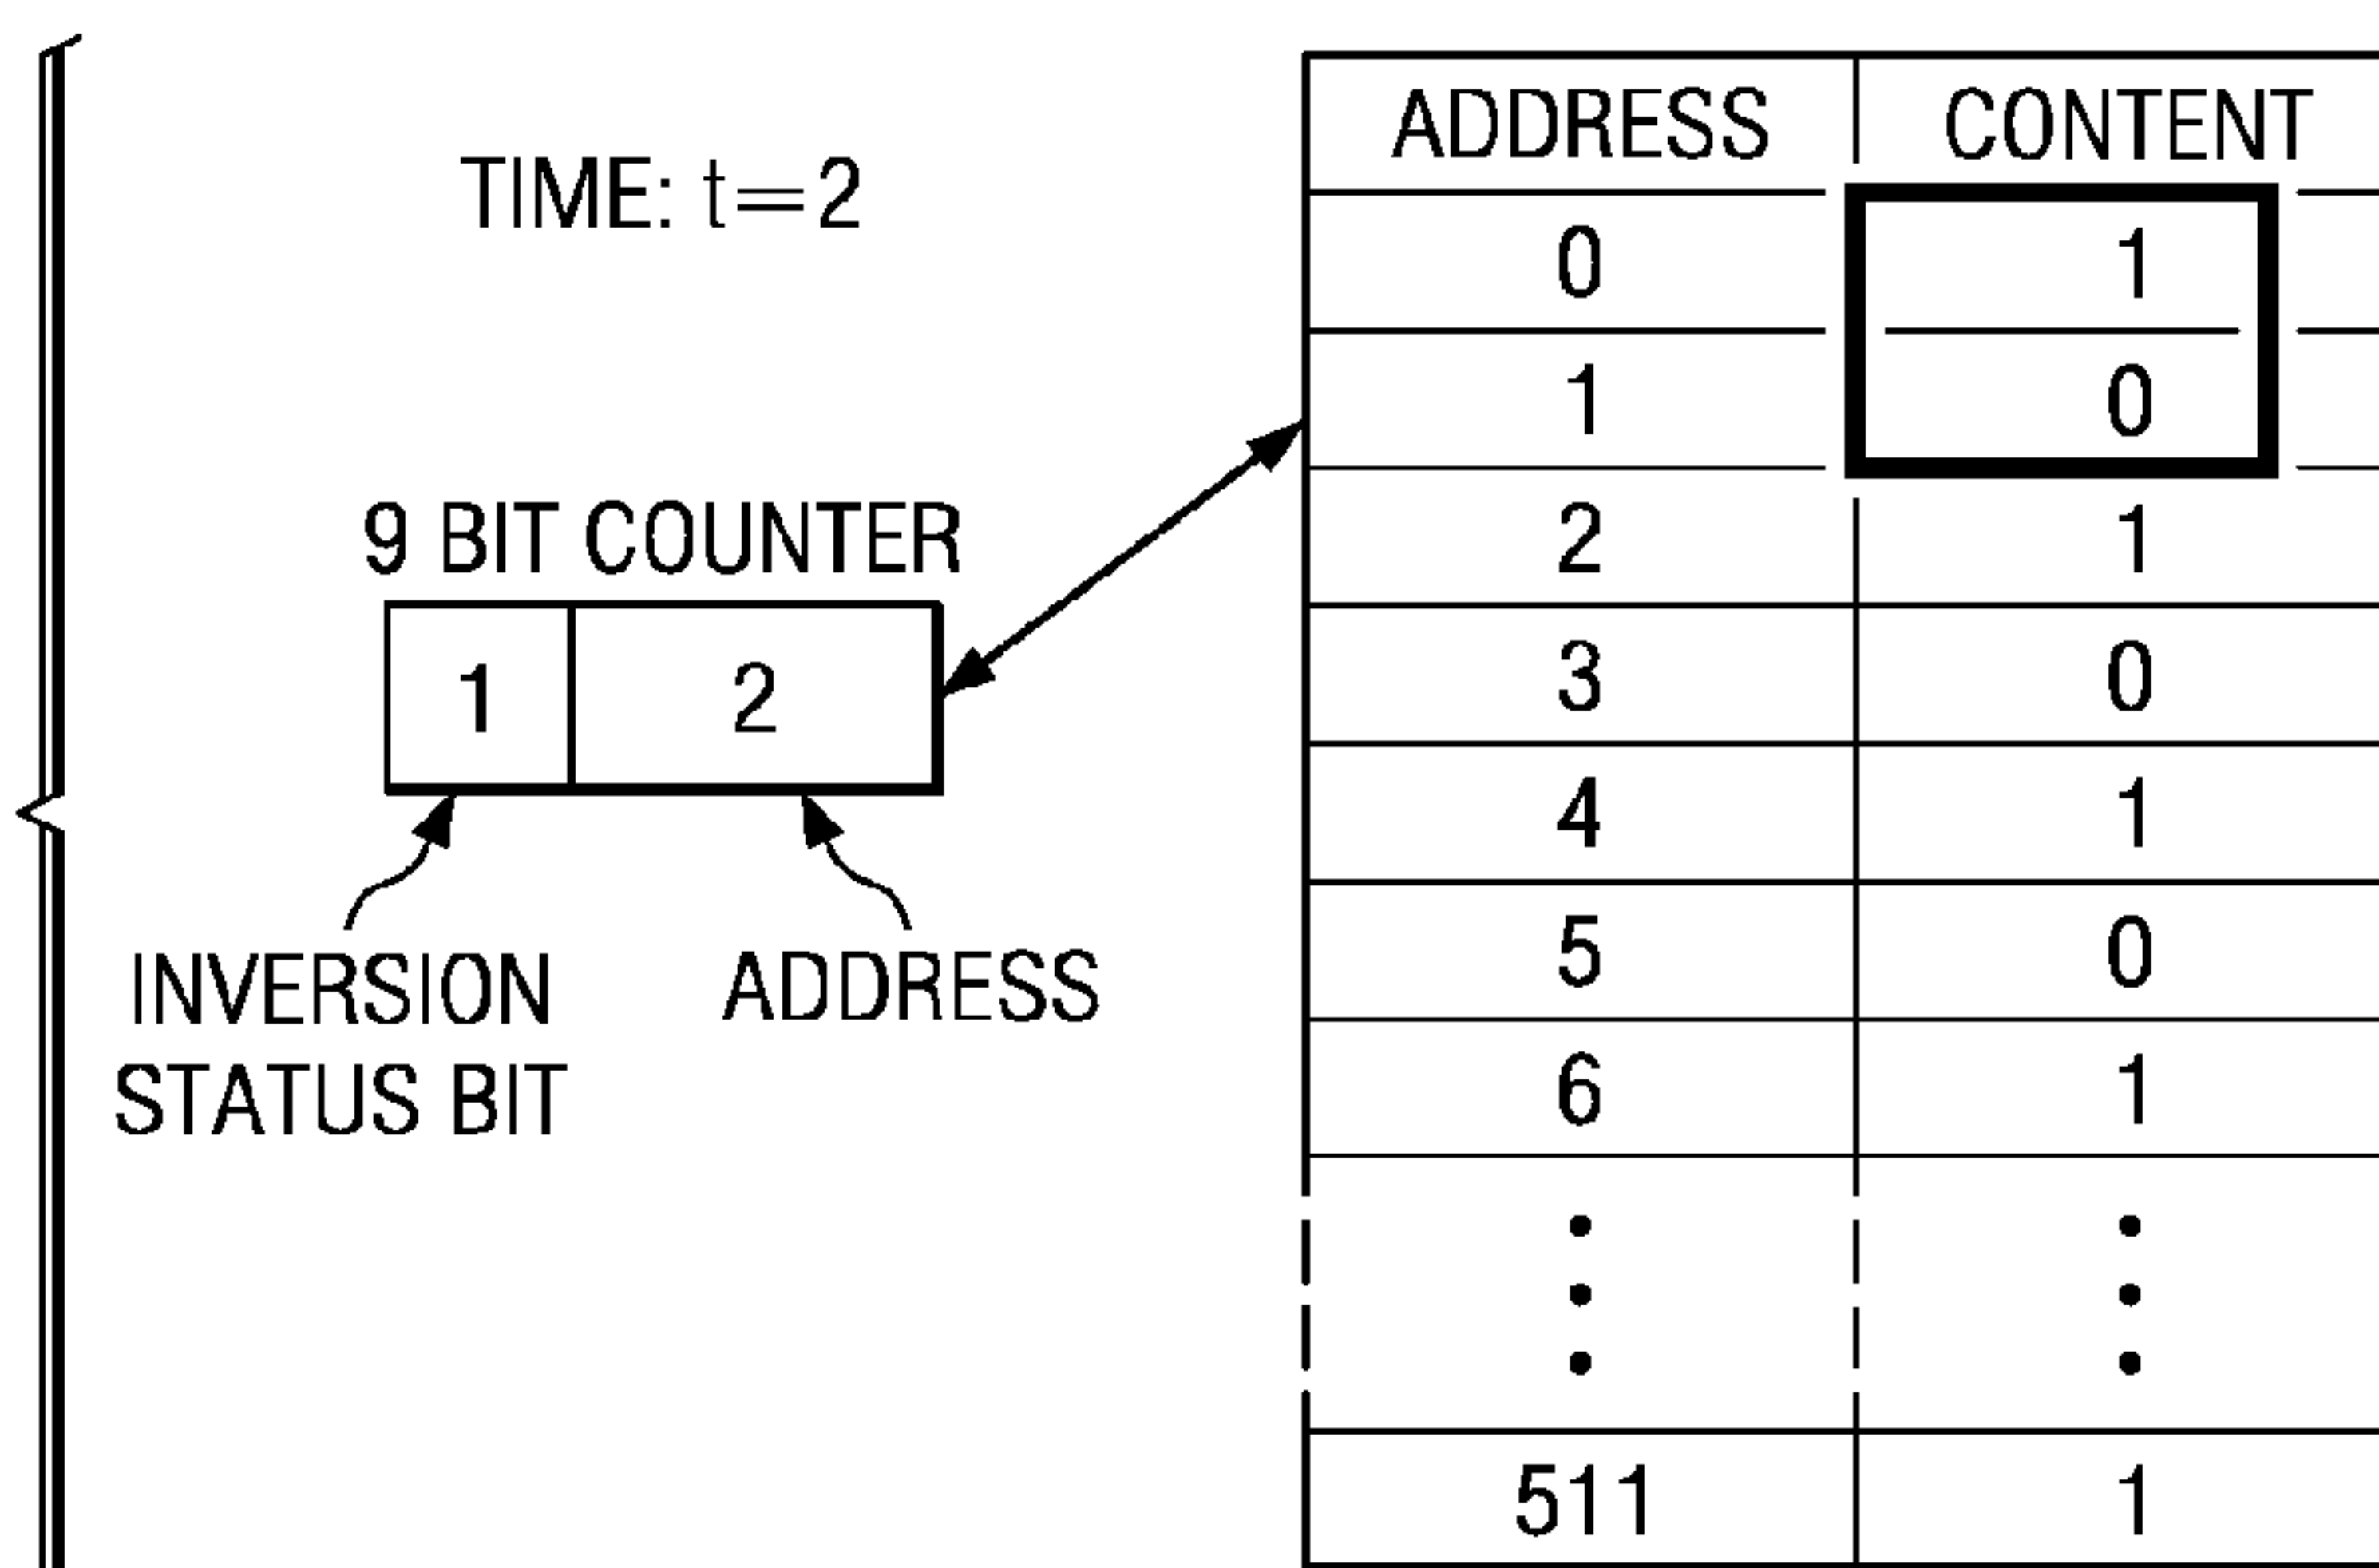 TIME: t=2
9 BIT COUNTER
1 2
INVERSION STATUS BIT
ADDRESS
ADDRESS CONTENT
0 1
1 0
2 1
3 0
4 1
5 0
6 1
511 1